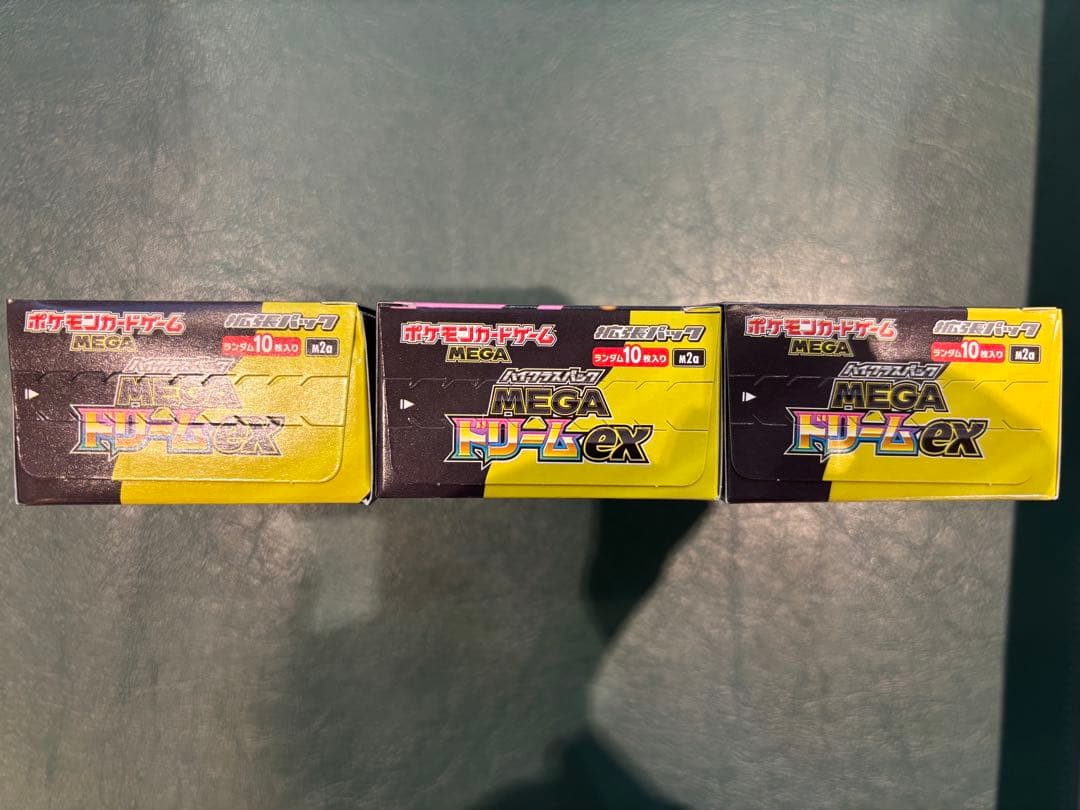 ポケモンカードゲーム
MEGA
拡張パック
ランダム10枚入り
M2a
ハイクラスパック
MEGA
ドリームex
ポケモンカードゲーム
MEGA
拡張パック
ランダム10枚入り
M2a
ハイクラスパック
MEGA
ドリームex
ポケモンカードゲーム
MEGA
拡張パック
ランダム10枚入り
M2a
ハイクラスパック
MEGA
ドリームex